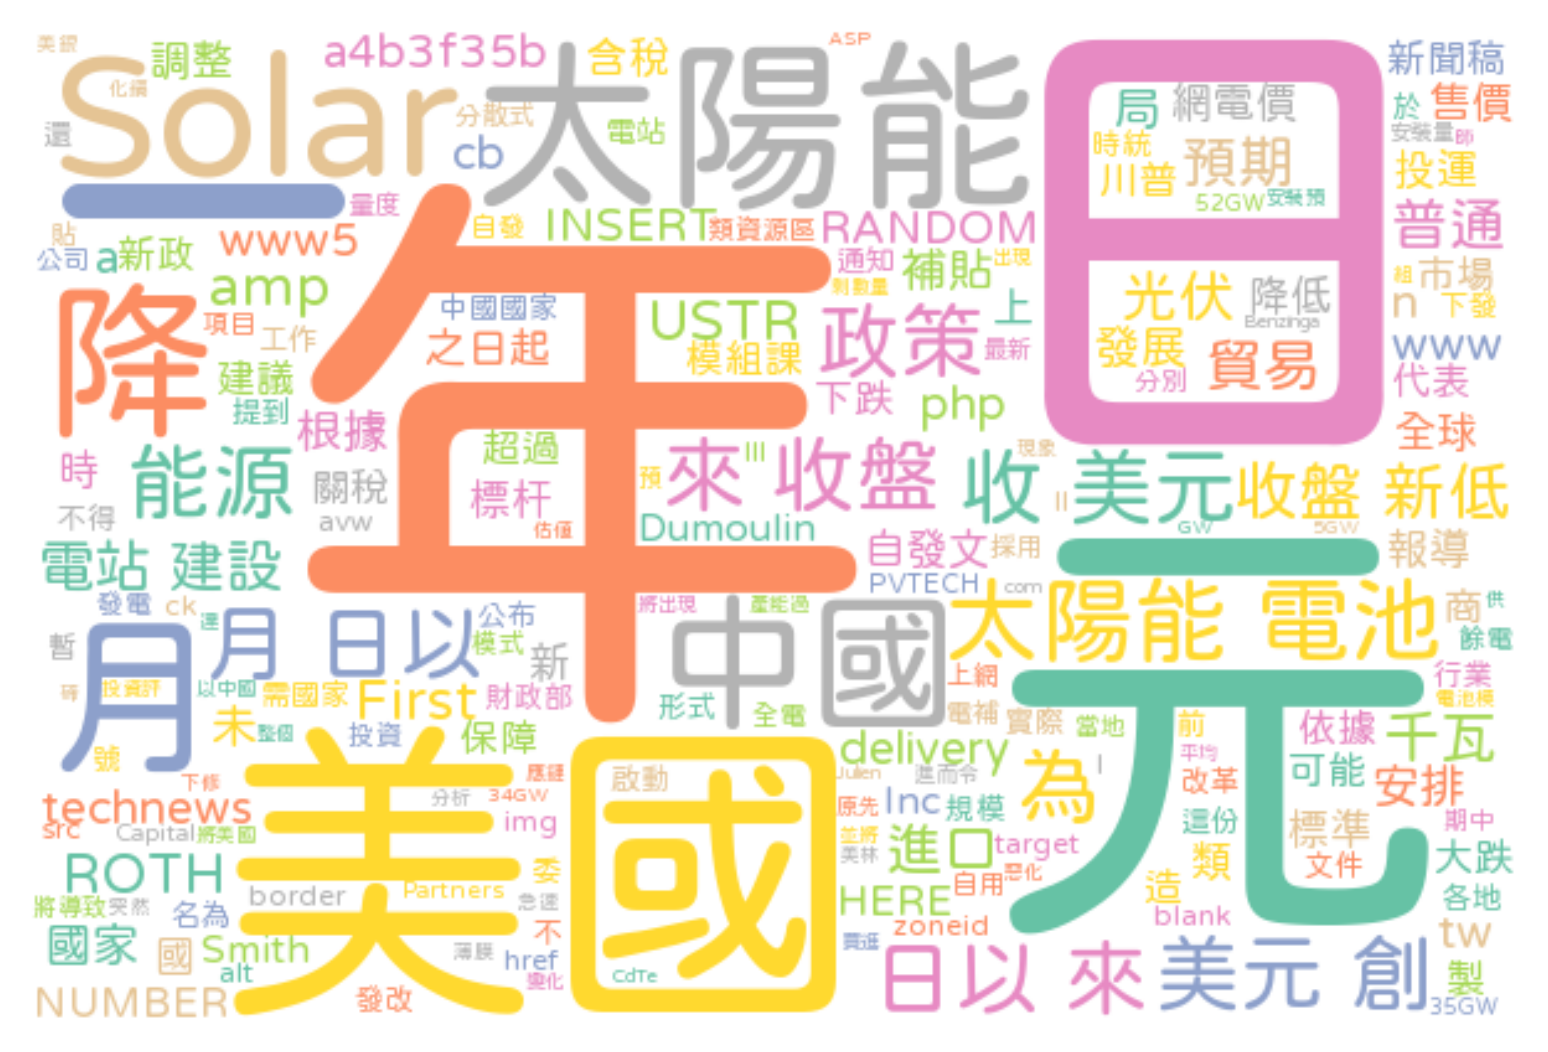 美銀
Solar
調整
化續
還
a4b3f35b
分散式
cb
含稅
電站
ASP
太陽能
日
局
網電價
時統
川普
預期
52GW
安裝預
新聞稿
於
售價
安裝量
投運
普通
量度
貼
公司
a
新政
www5
amp
自發
INSERT
類資源區
RANDOM
通知
補貼
出現
剩數量
上
光伏
降低
Benzinga
發展
貿易
分別
組
市場
n
下發
www
代表
全球
降
項目
工作
建議
提到
根據
年
中國國家
之日起
USTR
模組課
政策
最新
下跌
php
時
能源
不得
關稅
avw
超過
標杆
估值
預
來
III
收盤
現象
收
II
美元
收盤
新低
Dumoulin
GW
5GW
電站
建設
自發文
採用
報導
PVTECH
com
發電
ck
達
月
日以
公布
模式
新
將出現
產能過
中國
太陽能
電池
商
供
餘電
暫
月
投資評
以中國
需國家
First
財政部
形式
全電
上網
電補
實際
當地
元
前
平均
行業
電池模
依據
千瓦
號
未
整個
投資
保障
delivery
為
改革
可能
安排
下修
technews
src
Capital
將美國
分析
34GW
應鏈
img
美國
啟動
Julien
進而令
原先
Inc
規模
這份
標準
期中
ROTH
border
Partners
委
並將
美林
進口
target
類
文件
大跌
將導致
突然
名為
急速
HERE
自用
惡化
造
各地
國家
國
Smith
alt
薄膜
href
不
變化
CdTe
zoneid
blank
tw
NUMBER
發改
日以
來
美元
創
製
35GW